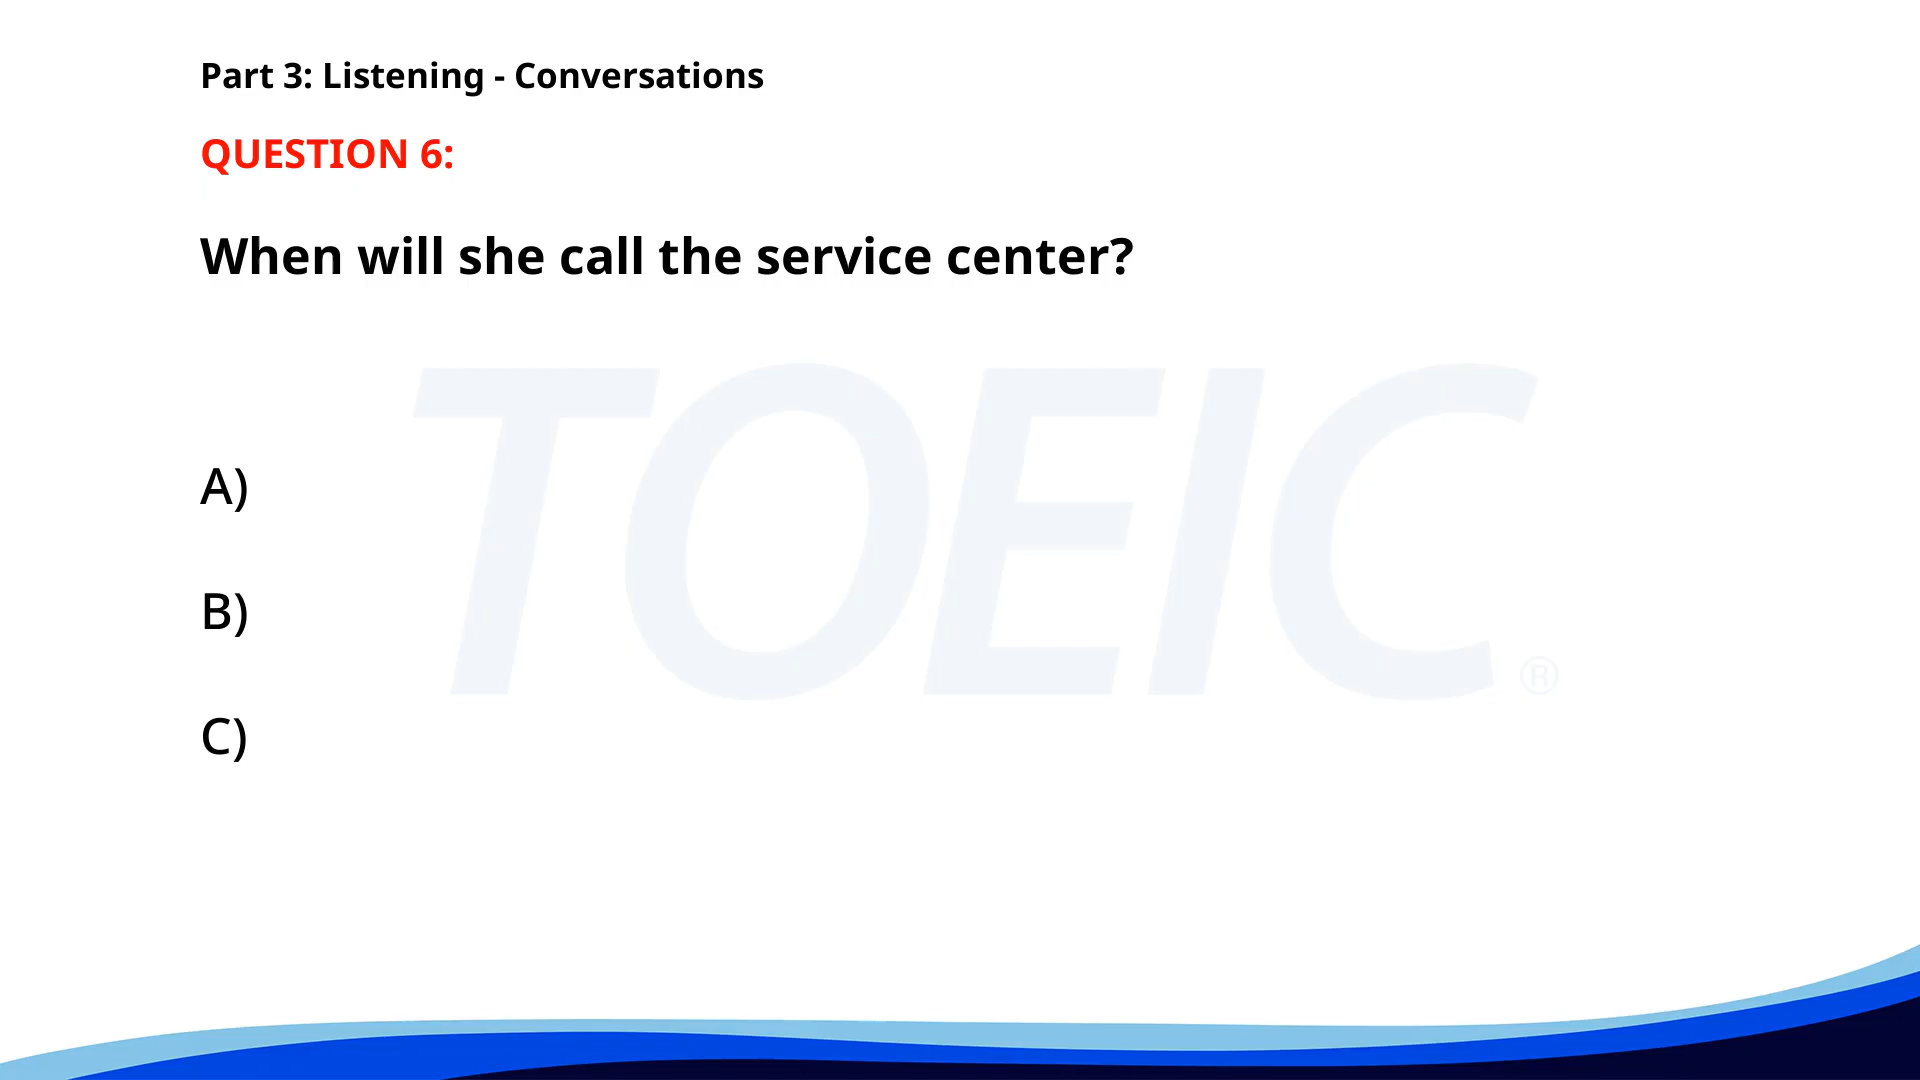 Part 3: Listening - Conversations
QUESTION 6:
When will she call the service center?
TOEIC ®
A)
B)
C)